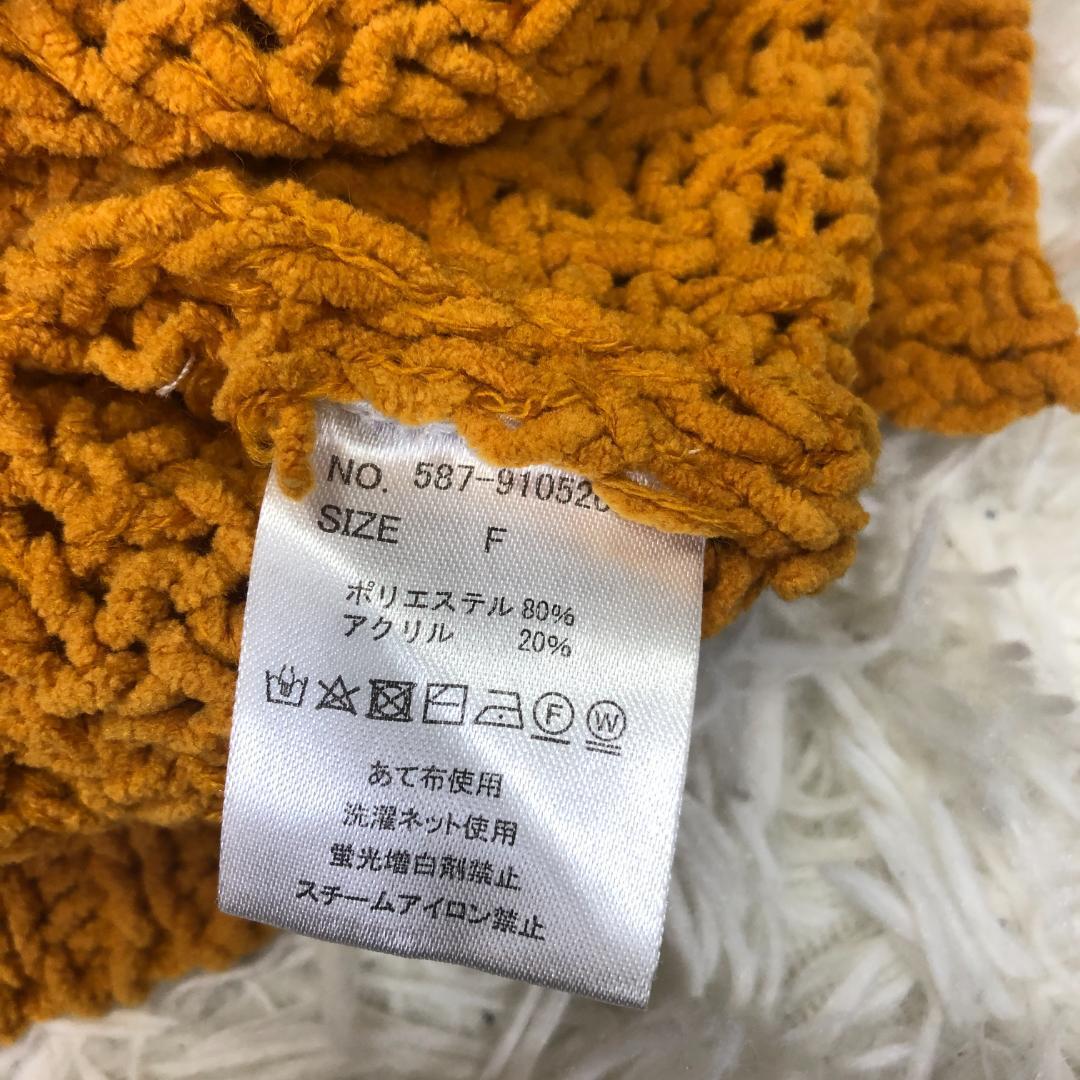 NO. 587-910520
SIZE F
ポリエステル 80%
アクリル 20%
F W
あて布使用
洗濯ネット使用
蛍光増白剤禁止
スチームアイロン禁止